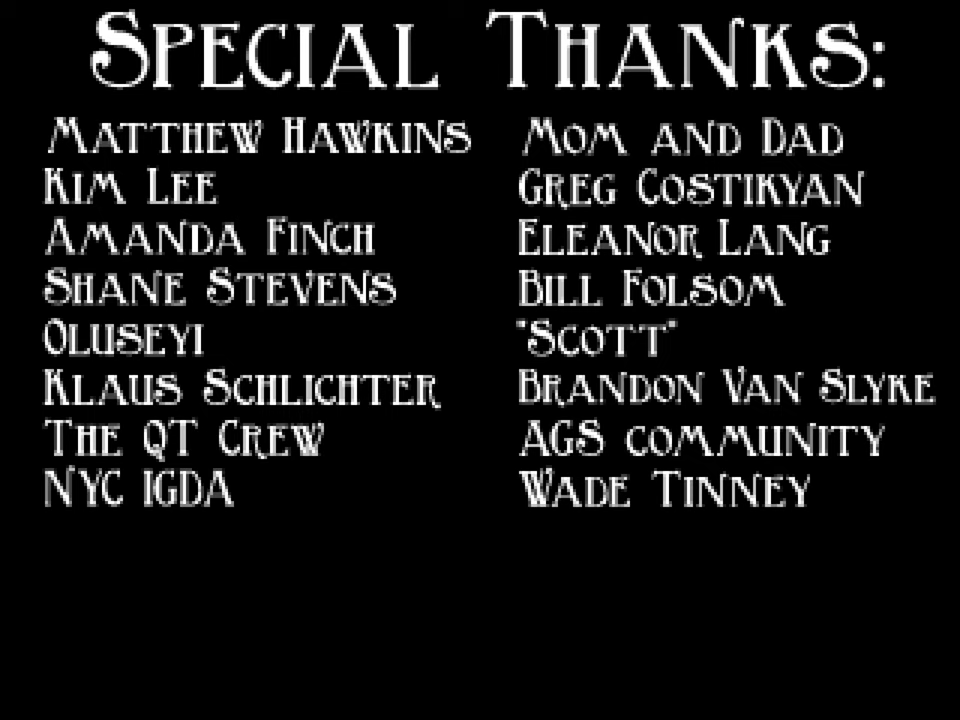 Special Thanks:
Matthew Hawkins
Kim Lee
Amanda Finch
Shane Stevens
Oluseyi
Klaus Schlichter
The QT Crew
NYC IGDA
Mom and Dad
Greg Costikyan
Eleanor Lang
Bill Folsom
"Scott"
Brandon Van Slyke
AGS community
Wade Tinney